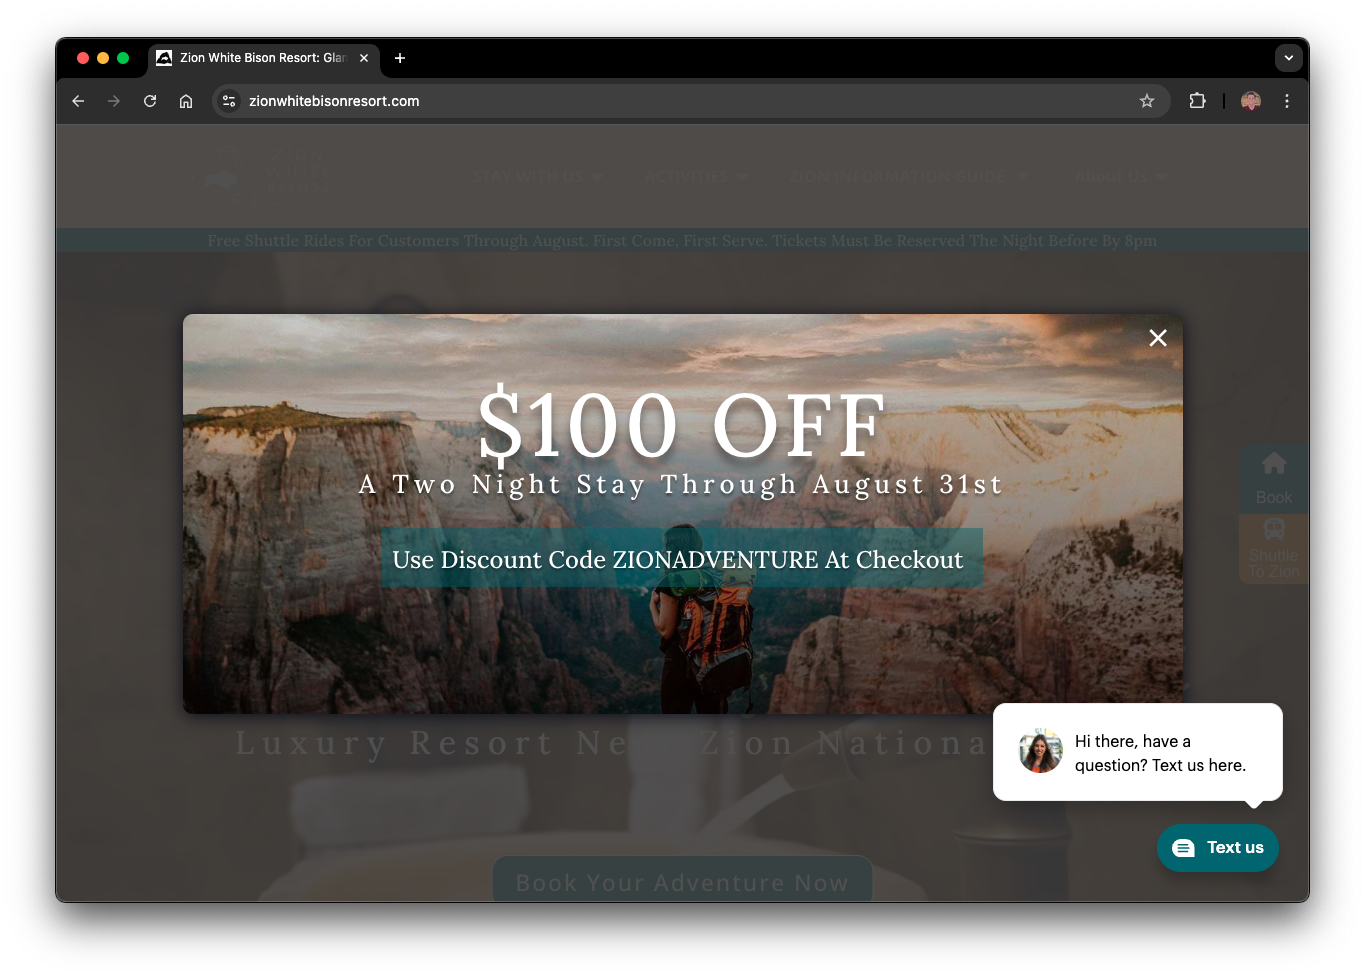 Zion White Bison Resort: Glar
zionwhitebisonresort.com
ZION
WHITE
BISON
STAY WITH US
ACTIVITIES
ZION INFORMATION GUIDE
About Us
Free Shuttle Rides For Customers Through August. First Come, First Serve. Tickets Must Be Reserved The Night Before By 8pm
$100 OFF
A Two Night Stay Through August 31st
Use Discount Code ZIONADVENTURE At Checkout
Book
Shuttle
To Zion
Luxury Resort Ne Zion Nationa
Hi there, have a
question? Text us here.
Text us
Book Your Adventure Now